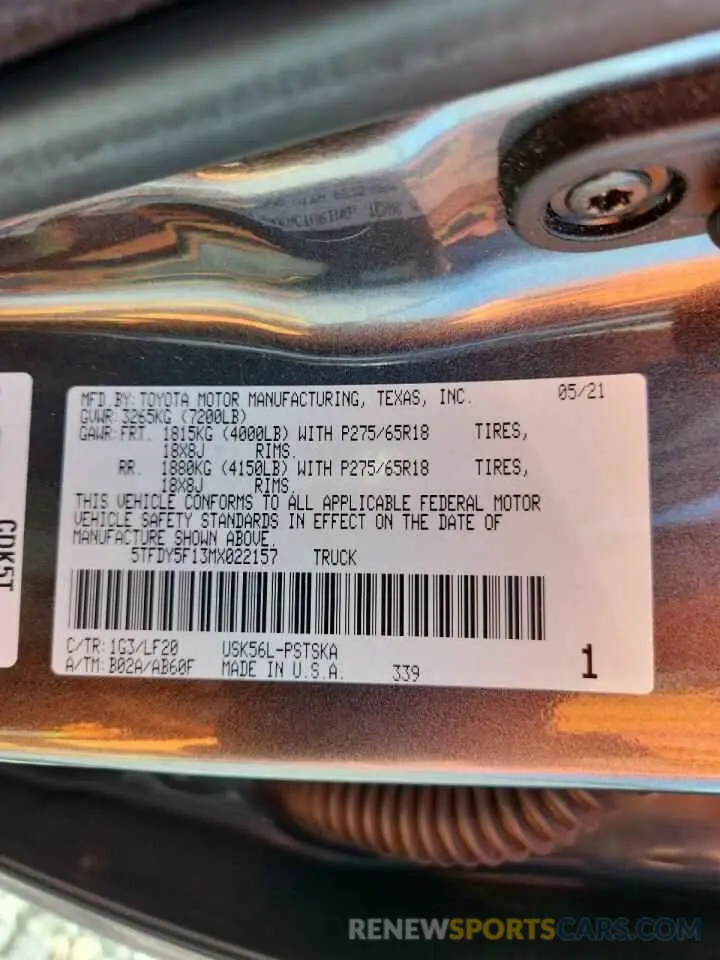 MFD BY: TOYOTA MOTOR MANUFACTURING, TEXAS, INC. 05/21
GVWR: 3265KG (7200LB)
GAWR: FRT. 1815KG (4000LB) WITH P275/65R18 TIRES,
18X8J RIMS.
RR. 1880KG (4150LB) WITH P275/65R18 TIRES,
18X8J RIMS.
THIS VEHICLE CONFORMS TO ALL APPLICABLE FEDERAL MOTOR
VEHICLE SAFETY STANDARDS IN EFFECT ON THE DATE OF
MANUFACTURE SHOWN ABOVE.
5TFDY5F13MX022157 TRUCK
C/TR: 1G3/LF20 USK56L-PSTSKA
A/TM: B02A/AB60F MADE IN U.S.A. 339 1
CDK5T
RENEWSPORTSCARS.COM